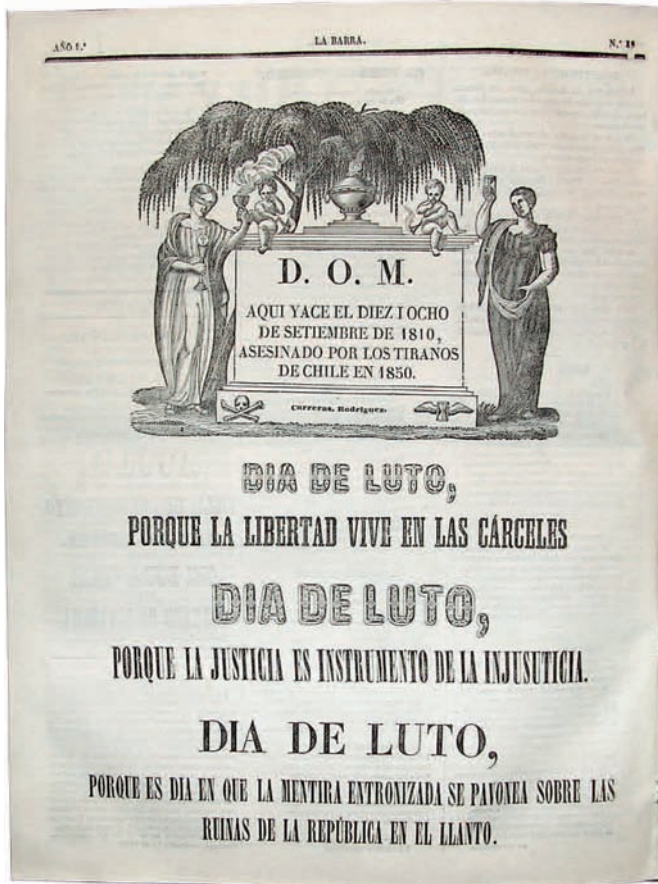 AÑO 1.º LA BARRA. N.º 19
D. O. M.
AQUI YACE EL DIEZ I OCHO
DE SETIEMBRE DE 1810,
ASESINADO POR LOS TIRANOS
DE CHILE EN 1850.
Carreras. Rodriguez.
DIA DE LUTO,
PORQUE LA LIBERTAD VIVE EN LAS CÁRCELES
DIA DE LUTO,
PORQUE LA JUSTICIA ES INSTRUMENTO DE LA INJUSUTICIA.
DIA DE LUTO,
PORQUE ES DIA EN QUE LA MENTIRA ENTRONIZADA SE PAVONEA SOBRE LAS
RUINAS DE LA REPÚBLICA EN EL LLANTO.